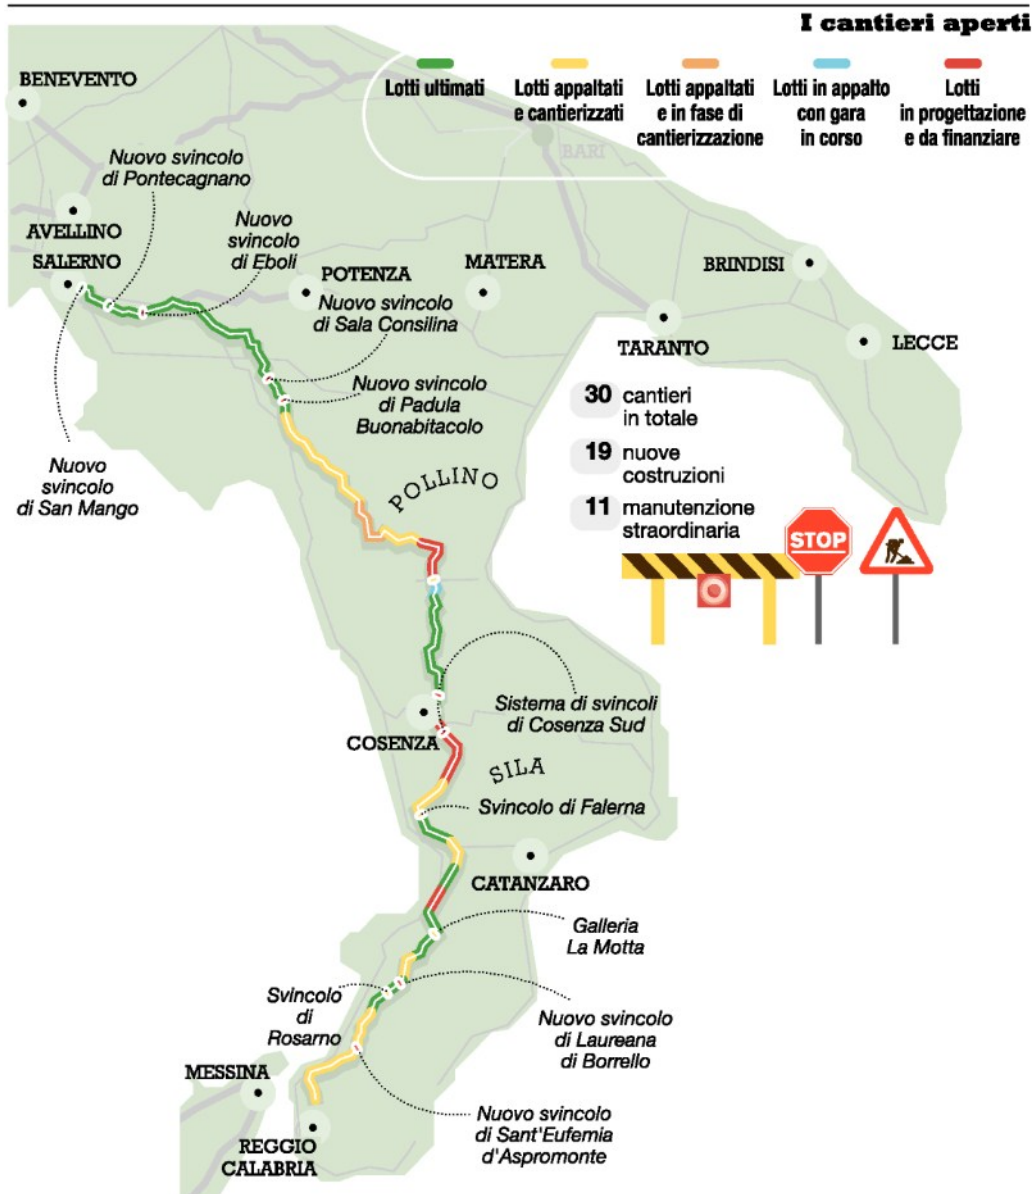 I cantieri aperti
Lotti ultimati
Lotti appaltati
e cantierizzati
Lotti appaltati
e in fase di
cantierizzazione
Lotti in appalto
con gara
in corso
Lotti
in progettazione
e da finanziare
BENEVENTO
BARI
Nuovo svincolo
di Pontecagnano
AVELLINO
Nuovo
svincolo
di Eboli
SALERNO
POTENZA
MATERA
BRINDISI
Nuovo svincolo
di Sala Consilina
TARANTO
LECCE
Nuovo svincolo
di Padula
Buonabitacolo
30 cantieri
in totale
19 nuove
costruzioni
11 manutenzione
straordinaria
Nuovo
svincolo
di San Mango
POLLINO
STOP
Sistema di svincoli
di Cosenza Sud
COSENZA
SILA
Svincolo di Falerna
CATANZARO
Galleria
La Motta
Svincolo
di
Rosarno
Nuovo svincolo
di Laureana
di Borrello
MESSINA
Nuovo svincolo
di Sant'Eufemia
d'Aspromonte
REGGIO
CALABRIA